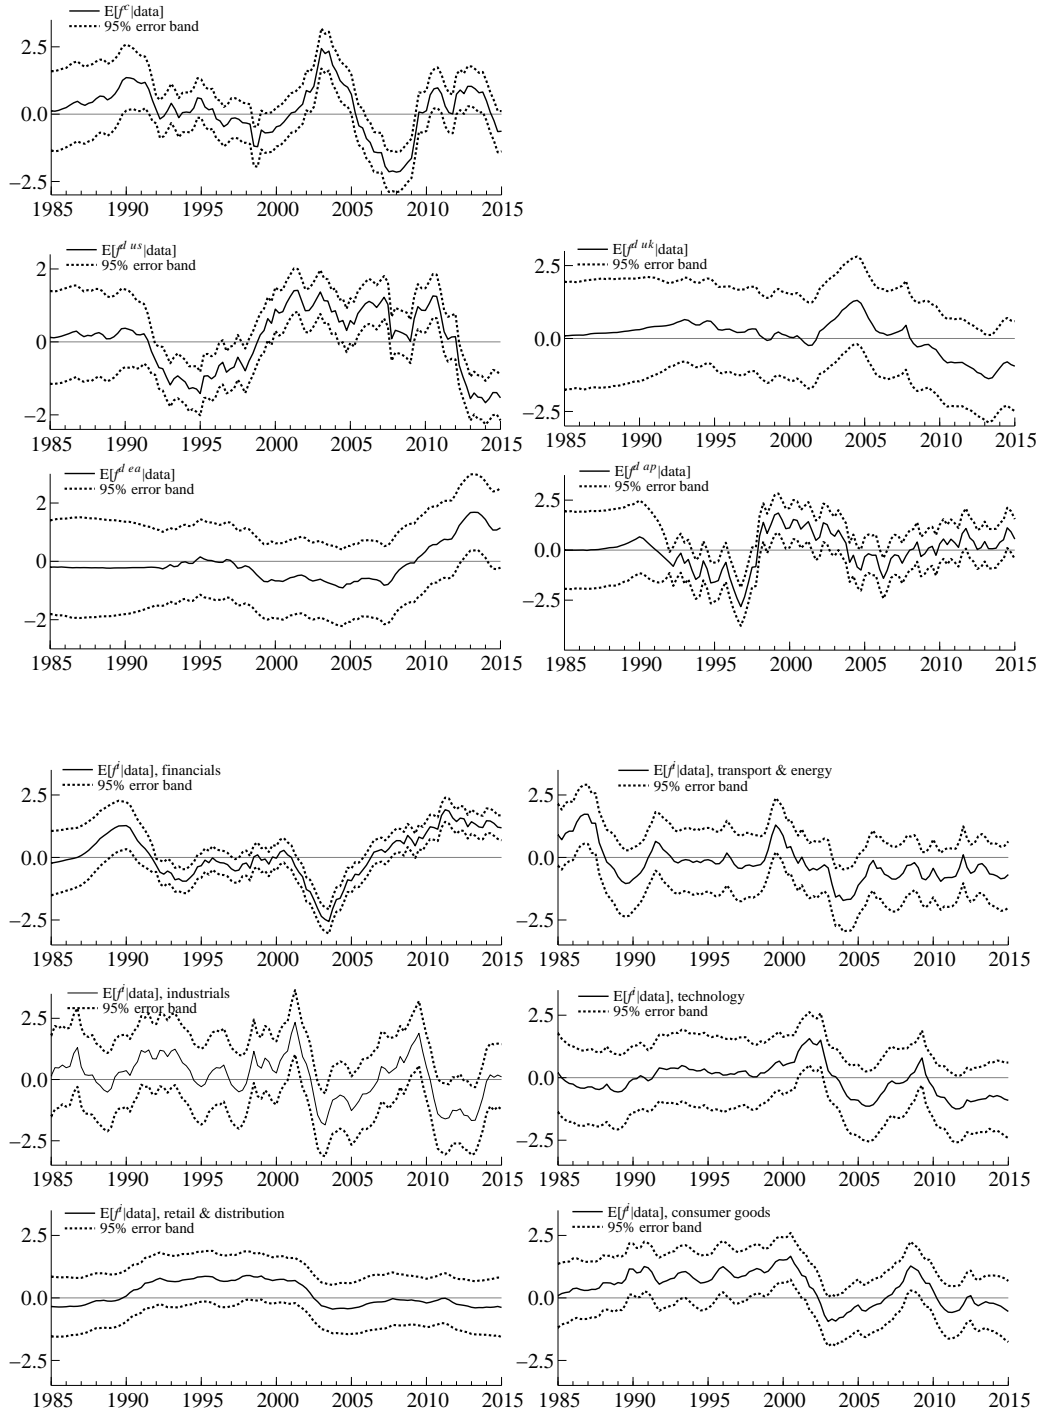 E[f^c|data]
95% error band
2.5
0.0
−2.5
1985 1990 1995 2000 2005 2010 2015
E[f^{d us}|data]
95% error band
2
0
−2
1985 1990 1995 2000 2005 2010 2015
E[f^{d uk}|data]
95% error band
2.5
0.0
−2.5
1985 1990 1995 2000 2005 2010 2015
E[f^{d ea}|data]
95% error band
2
0
−2
1985 1990 1995 2000 2005 2010 2015
E[f^{d ap}|data]
95% error band
2.5
0.0
−2.5
1985 1990 1995 2000 2005 2010 2015
E[f^i|data], financials
95% error band
2.5
0.0
−2.5
1985 1990 1995 2000 2005 2010 2015
E[f^i|data], transport & energy
95% error band
2.5
0.0
−2.5
1985 1990 1995 2000 2005 2010 2015
E[f^i|data], industrials
95% error band
2.5
0.0
−2.5
1985 1990 1995 2000 2005 2010 2015
E[f^i|data], technology
95% error band
2.5
0.0
−2.5
1985 1990 1995 2000 2005 2010 2015
E[f^i|data], retail & distribution
95% error band
2.5
0.0
−2.5
1985 1990 1995 2000 2005 2010 2015
E[f^i|data], consumer goods
95% error band
2.5
0.0
−2.5
1985 1990 1995 2000 2005 2010 2015